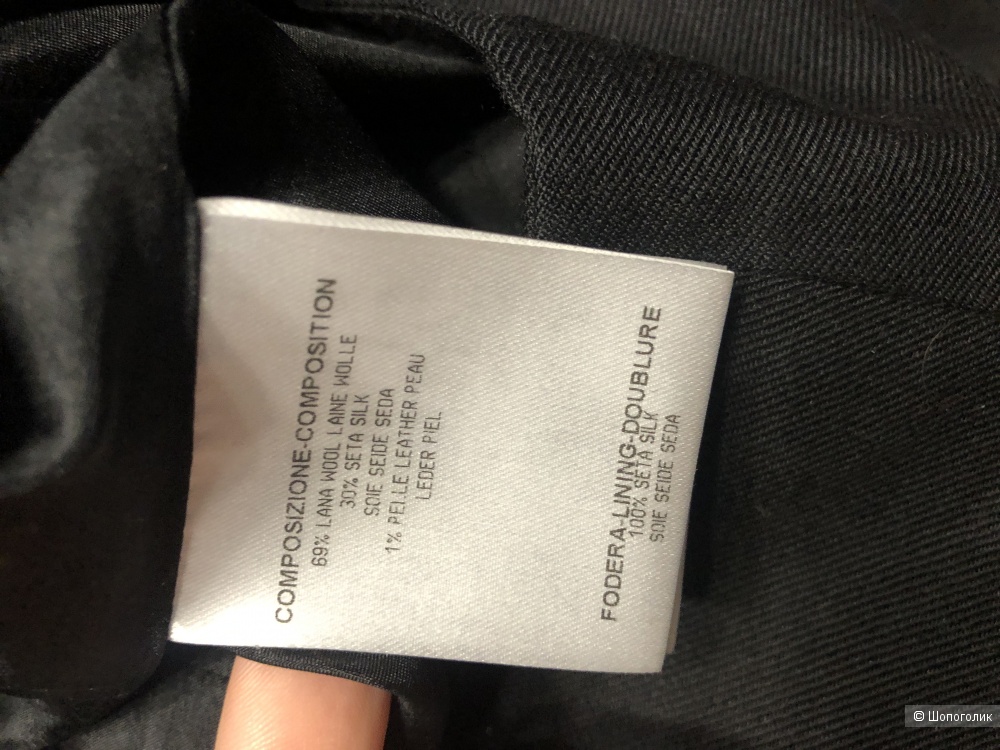 COMPOSIZIONE-COMPOSITION
69% LANA WOOL LAINE WOLLE
30% SETA SILK
SOIE SEIDE SEDA
1% PELLE LEATHER PEAU
LEDER PIEL
FODERA-LINING-DOUBLURE
100% SETA SILK
SOIE SEIDE SEDA
© Шопоголик